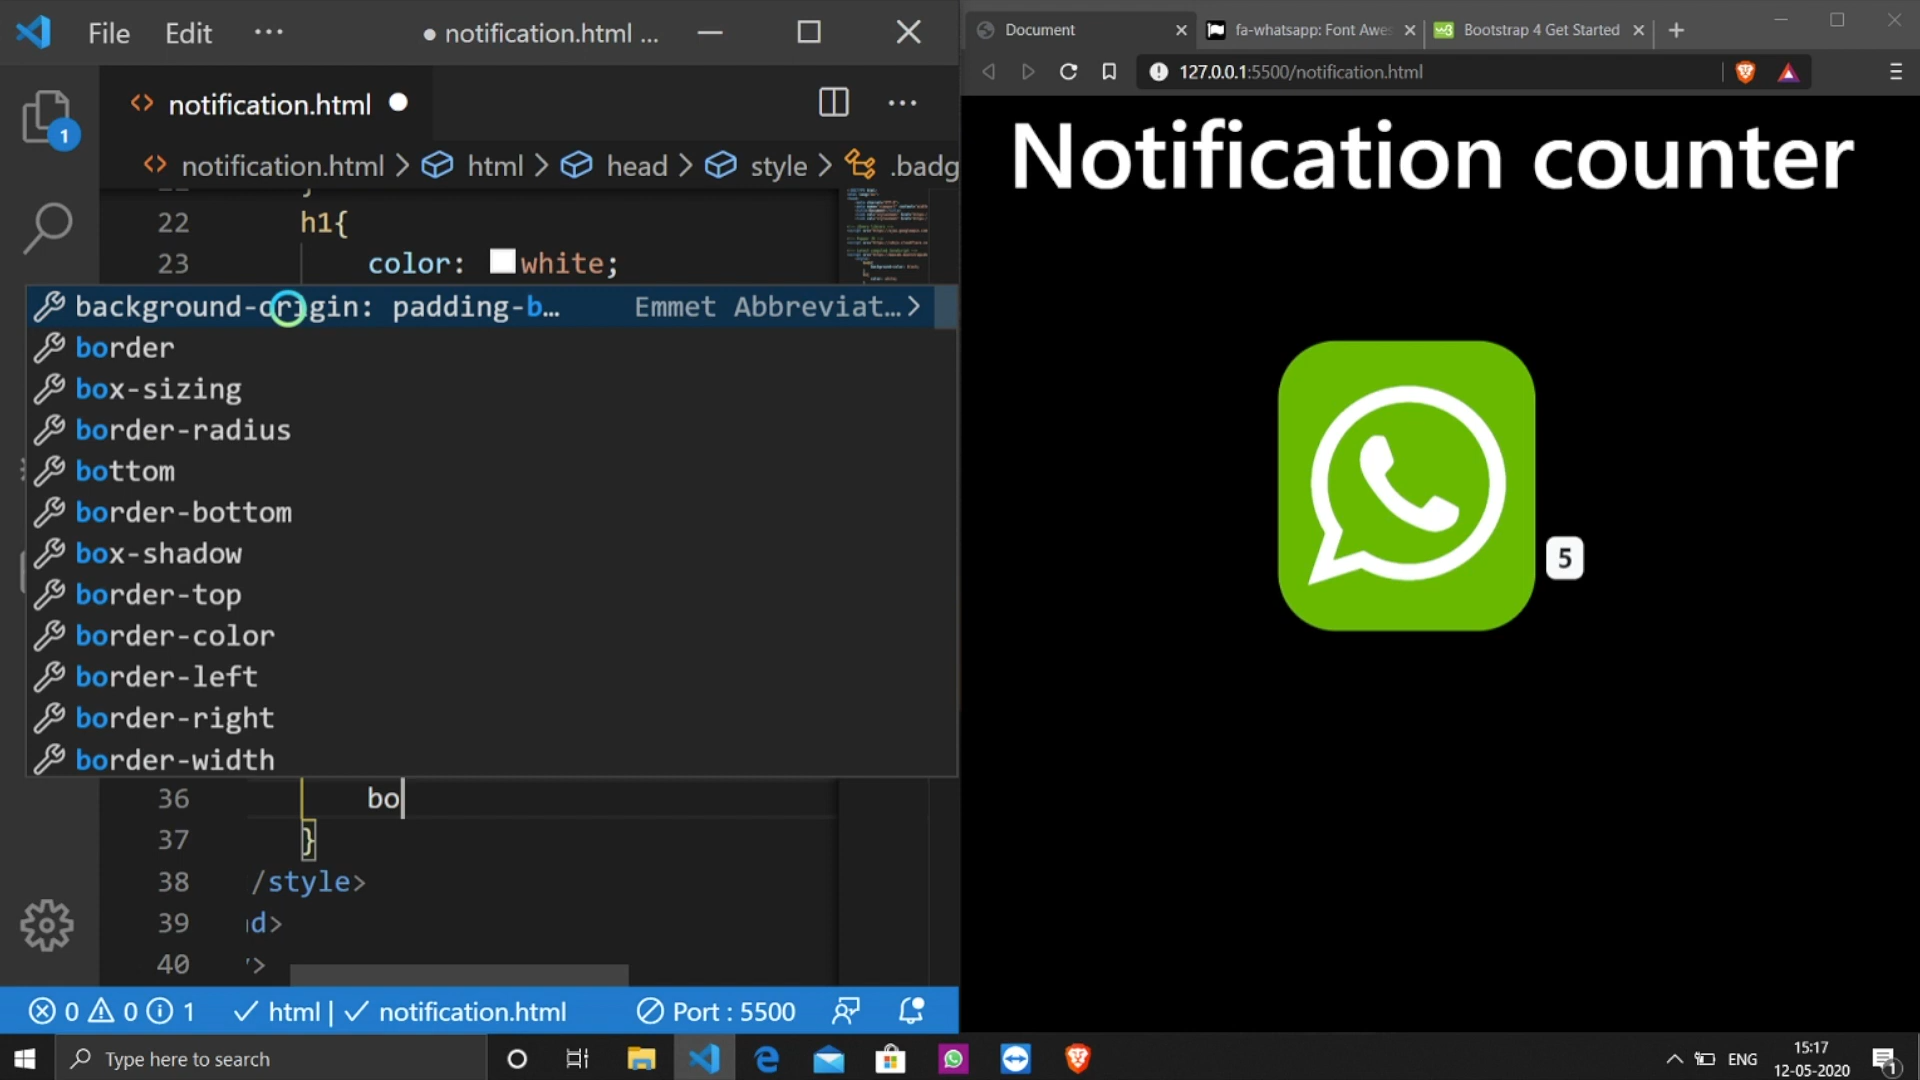 File Edit ··· ● notification.html ...
notification.html
notification.html > html > head > style > .badg
22 h1{
23 color: white;
background-origin: padding-b... Emmet Abbreviat...>
border
box-sizing
border-radius
bottom
border-bottom
box-shadow
border-top
border-color
border-left
border-right
border-width
36 bo
37 }
38 /style>
39 d>
40 >
0 0 1 html | notification.html Port : 5500
1
Document fa-whatsapp: Font Awes Bootstrap 4 Get Started
127.0.0.1:5500/notification.html
Notification counter
5
Type here to search
ENG 15:17
12-05-2020
1